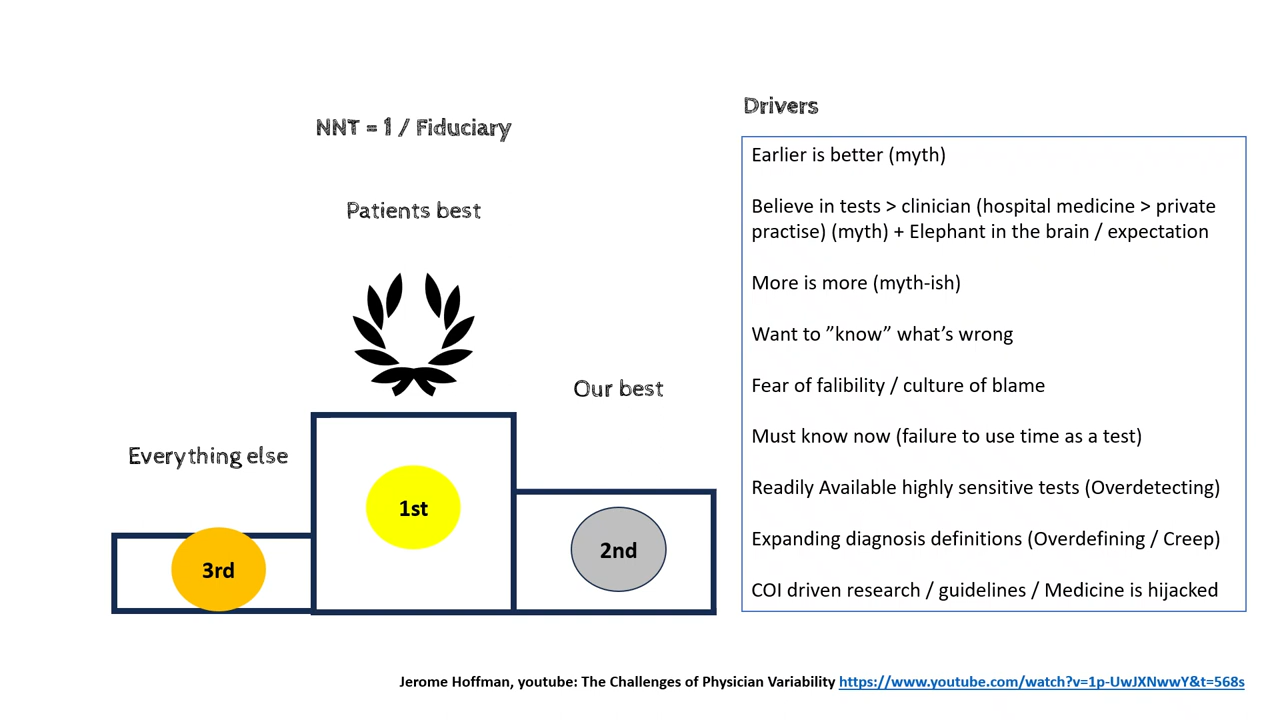 NNT = 1 / Fiduciary
Patients best
Our best
Everything else
1st
2nd
3rd
Drivers
Earlier is better (myth)
Believe in tests > clinician (hospital medicine > private
practise) (myth) + Elephant in the brain / expectation
More is more (myth-ish)
Want to ”know” what’s wrong
Fear of falibility / culture of blame
Must know now (failure to use time as a test)
Readily Available highly sensitive tests (Overdetecting)
Expanding diagnosis definitions (Overdefining / Creep)
COI driven research / guidelines / Medicine is hijacked
Jerome Hoffman, youtube: The Challenges of Physician Variability https://www.youtube.com/watch?v=1p-UwJXNwwY&t=568s